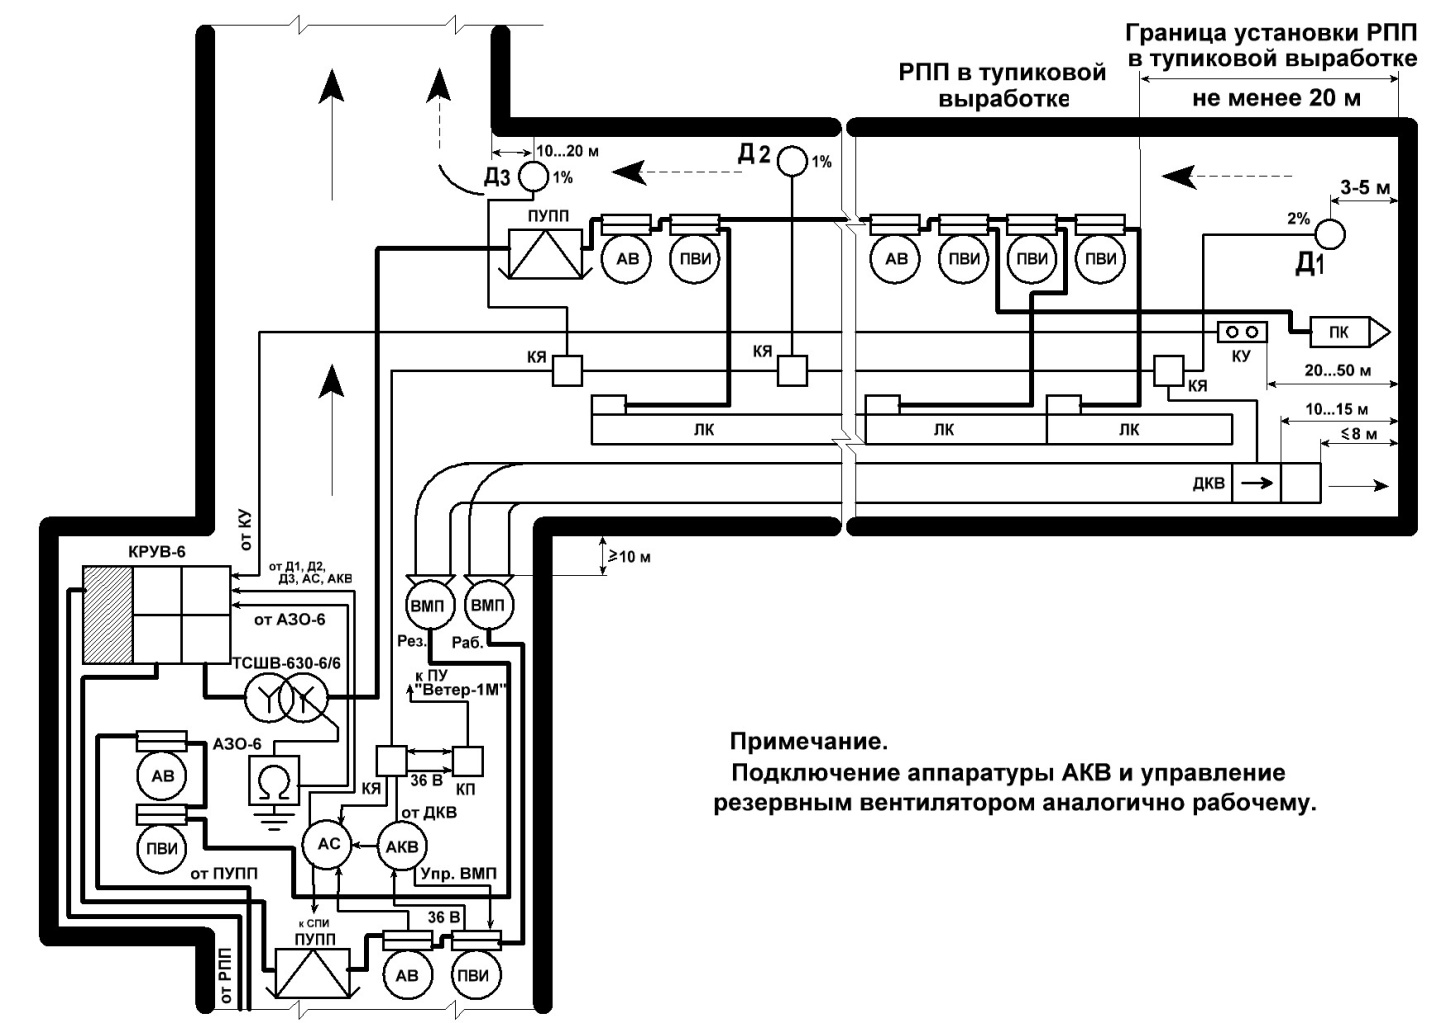 Граница установки РПП
в тупиковой выработке
не менее 20 м
РПП в тупиковой
выработке
10...20 м
Д3
1%
Д 2
1%
3-5 м
2%
Д1
ПУПП
АВ
ПВИ
АВ
ПВИ
ПВИ
ПВИ
ПК
КУ
КЯ
КЯ
КЯ
20...50 м
10...15 м
≤8 м
ЛК
ЛК
ЛК
ДКВ
от КУ
КРУВ-6
≥10 м
от Д1, Д2,
Д3, АС, АКВ
от АЗО-6
ВМП
ВМП
Рез.
Раб.
ТСШВ-630-6/6
к ПУ
"Ветер-1М"
АЗО-6
36 В
КЯ
КП
АВ
ПВИ
от ДКВ
АС
АКВ
от ПУПП
Упр. ВМП
к СПИ
36 В
ПУПП
АВ
ПВИ
от РПП
Примечание.
Подключение аппаратуры АКВ и управление
резервным вентилятором аналогично рабочему.